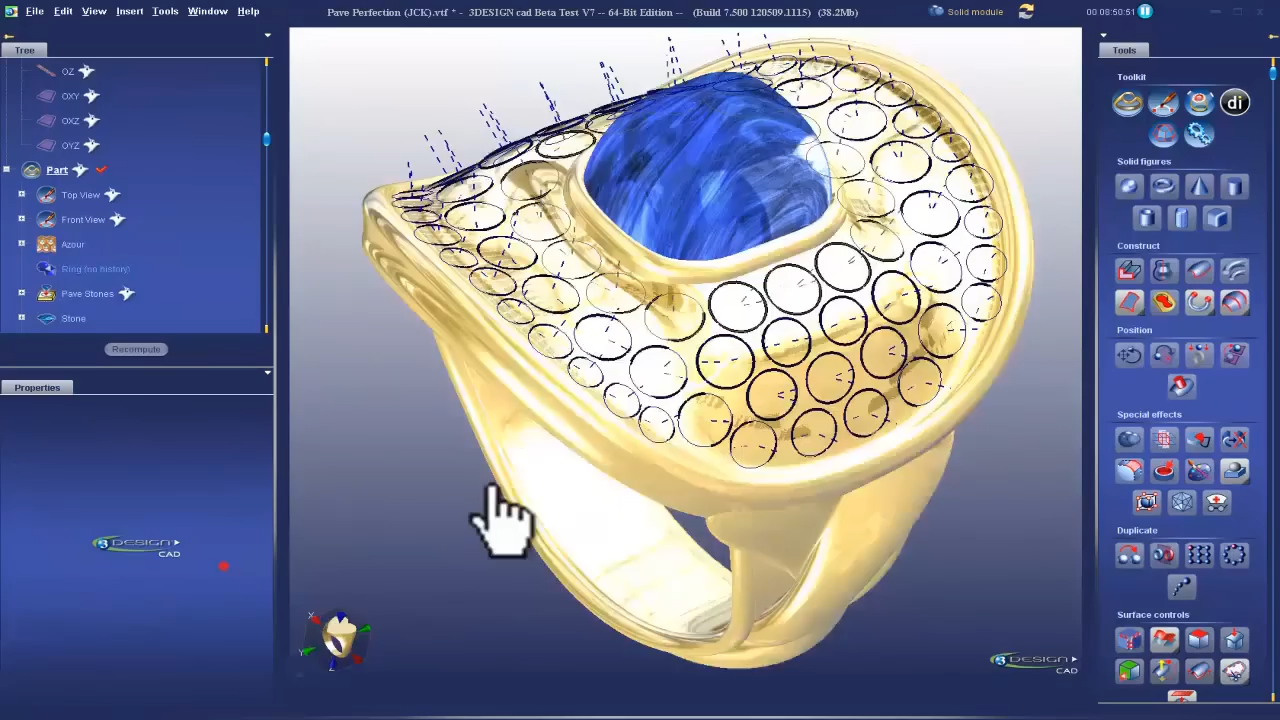 File Edit View Insert Tools Window Help
Pave Perfection (JCK).xst * - 3DESIGN cad Beta Test V7 -- 64-Bit Edition -- (Build 7.500 120509.1115) (38.2Mb)
Solid module
00 08:50:51
Tree
OZ
OXY
OXZ
OYZ
Part
Top View
Front View
Azour
Ring (no history)
Pave Stones
Stone
Recompute
Properties
3DESIGN
CAD
X
Y
3DESIGN
CAD
Tools
Toolkit
di
Solid figures
Construct
Position
Special effects
Duplicate
Surface controls